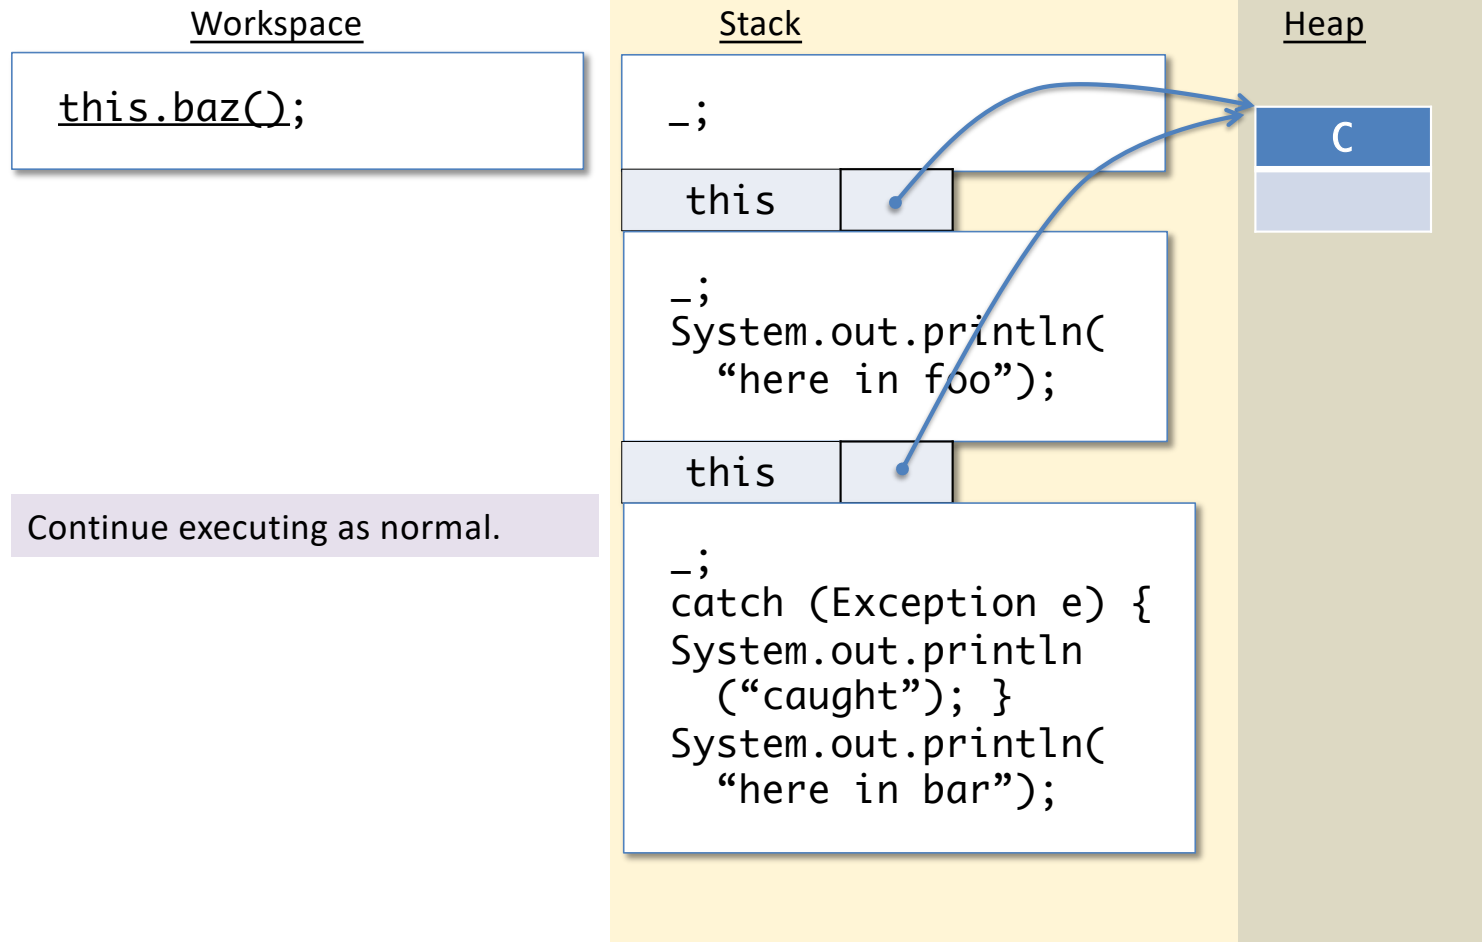 Workspace
Stack
Heap
this.baz();
_;
C
this
_;
System.out.println(
“here in foo”);
this
Continue executing as normal.
_;
catch (Exception e) {
System.out.println
(“caught”); }
System.out.println(
“here in bar”);